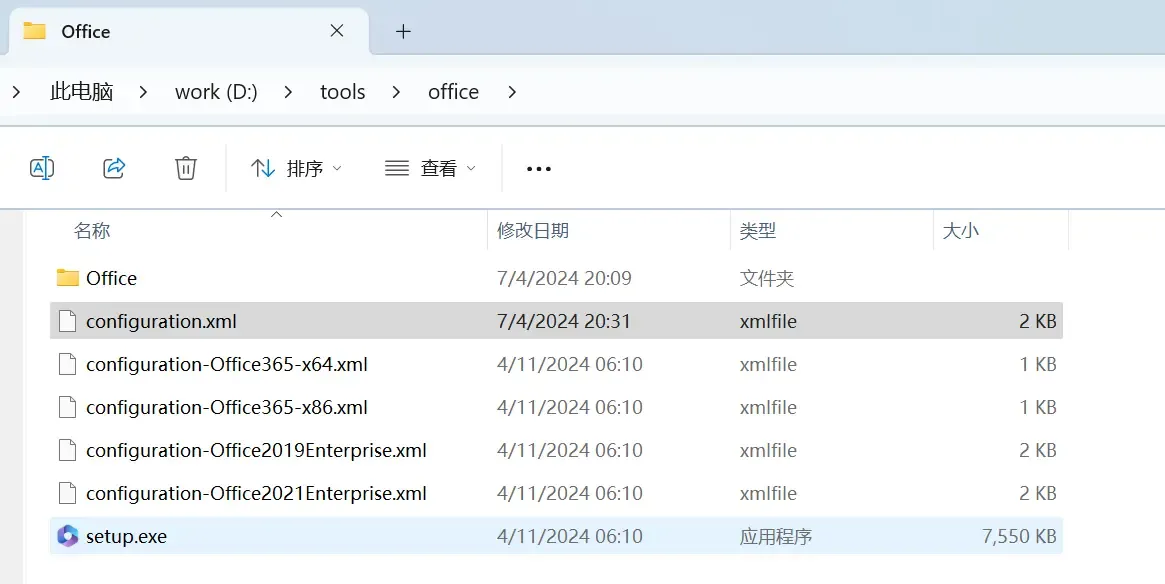 Office
此电脑 work (D:) tools office
排序 查看
名称 修改日期 类型 大小
Office 7/4/2024 20:09 文件夹
configuration.xml 7/4/2024 20:31 xmlfile 2 KB
configuration-Office365-x64.xml 4/11/2024 06:10 xmlfile 1 KB
configuration-Office365-x86.xml 4/11/2024 06:10 xmlfile 1 KB
configuration-Office2019Enterprise.xml 4/11/2024 06:10 xmlfile 2 KB
configuration-Office2021Enterprise.xml 4/11/2024 06:10 xmlfile 2 KB
setup.exe 4/11/2024 06:10 应用程序 7,550 KB